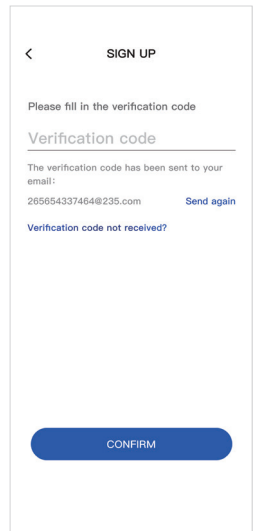 SIGN UP
Please fill in the verification code
Verification code
The verification code has been sent to your
email:
265654337464@235.com Send again
Verification code not received?
CONFIRM